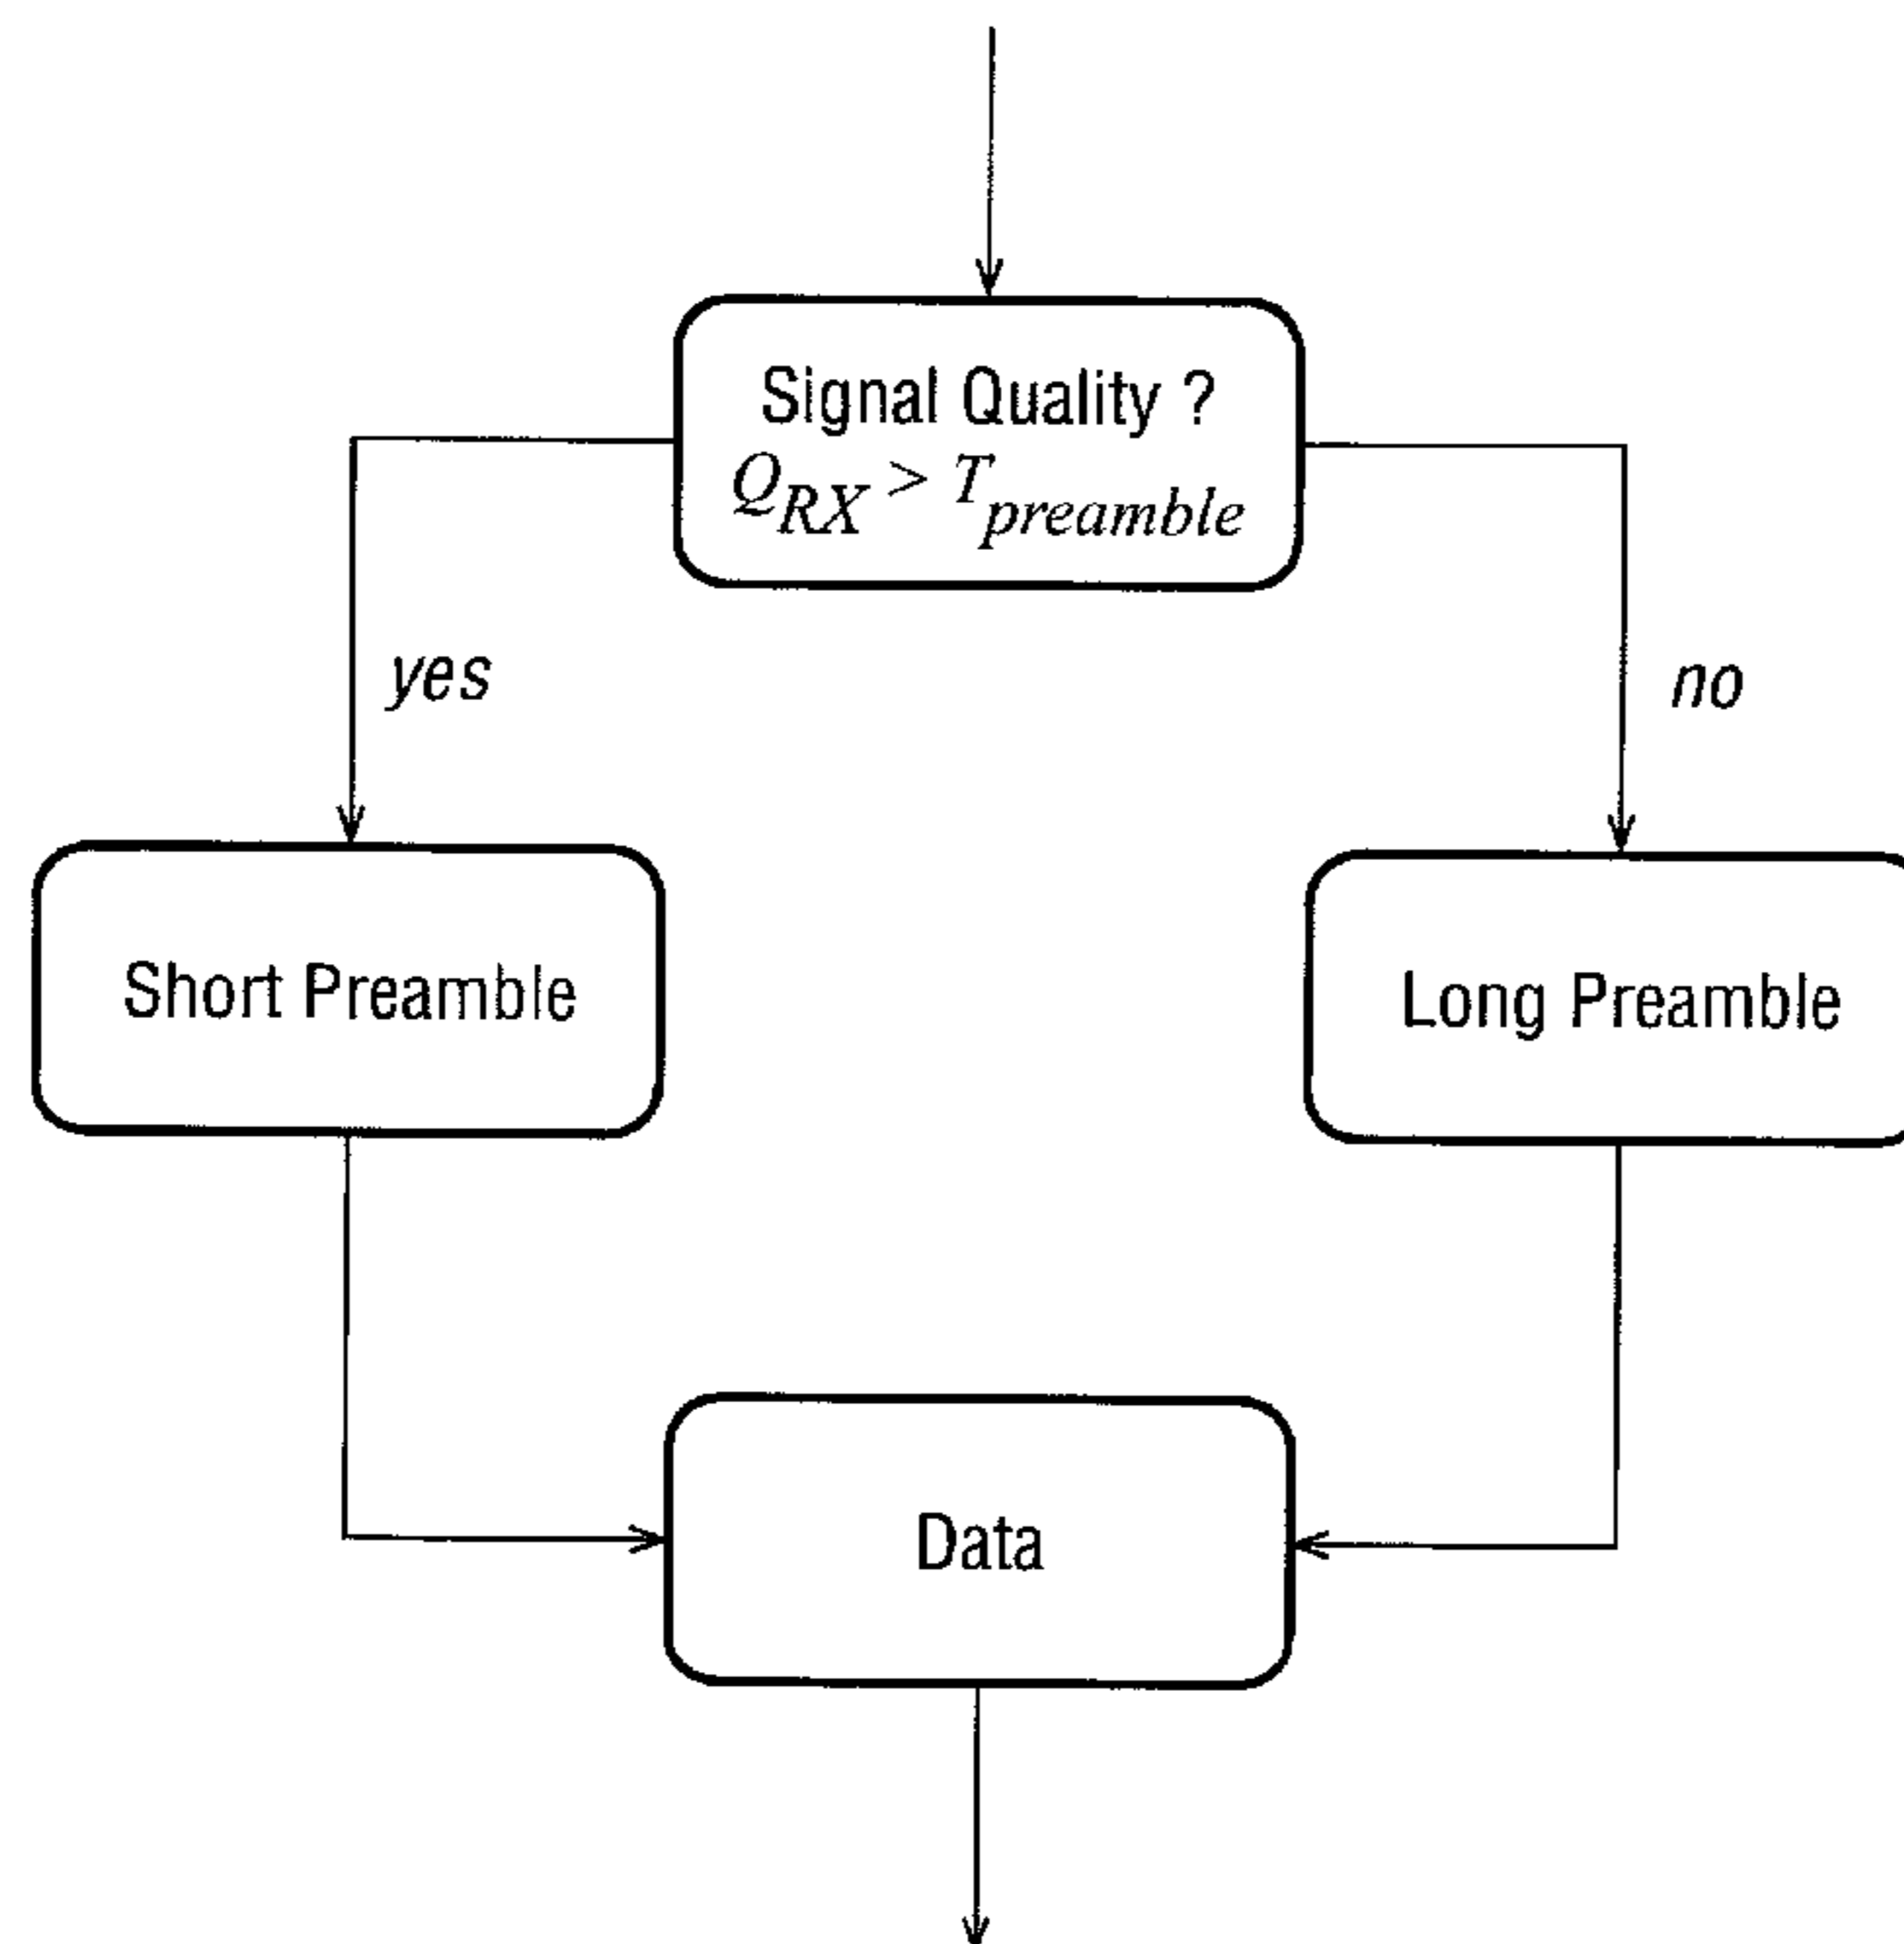 Signal Quality ?
Q_RX > T_preamble
yes
no
Short Preamble
Long Preamble
Data